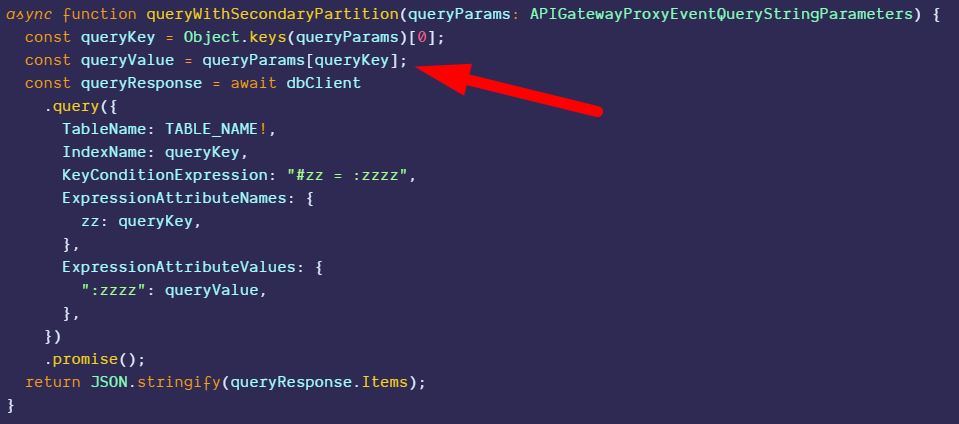 async function queryWithSecondaryPartition(queryParams: APIGatewayProxyEventQueryStringParameters) {
  const queryKey = Object.keys(queryParams)[0];
  const queryValue = queryParams[queryKey];
  const queryResponse = await dbClient
    .query({
      TableName: TABLE_NAME!,
      IndexName: queryKey,
      KeyConditionExpression: "#zz = :zzzz",
      ExpressionAttributeNames: {
        zz: queryKey,
      },
      ExpressionAttributeValues: {
        ":zzzz": queryValue,
      },
    })
    .promise();
  return JSON.stringify(queryResponse.Items);
}